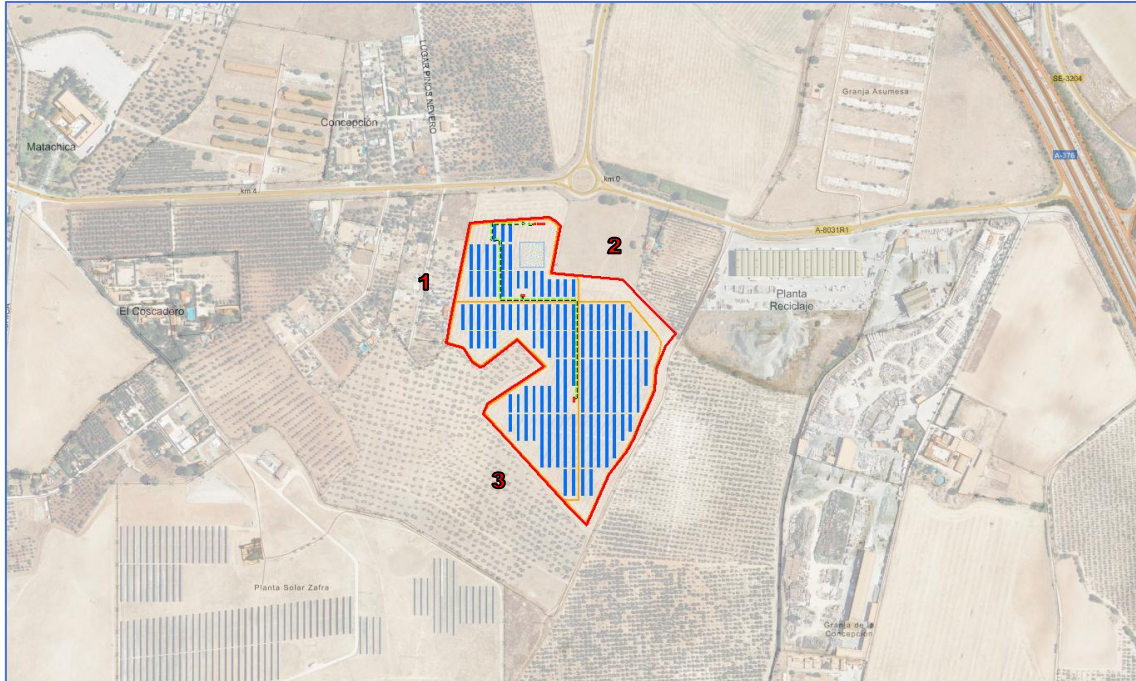 LUGAR PINOS NEVERO
SE-3204
Granja Asumesa
Concepción
Matachica
A-376
km 4
km 0
A-8031R1
2
1
Planta
Reciclaje
El Coscadero
3
Planta Solar Zafra
Granja de la
Concepción